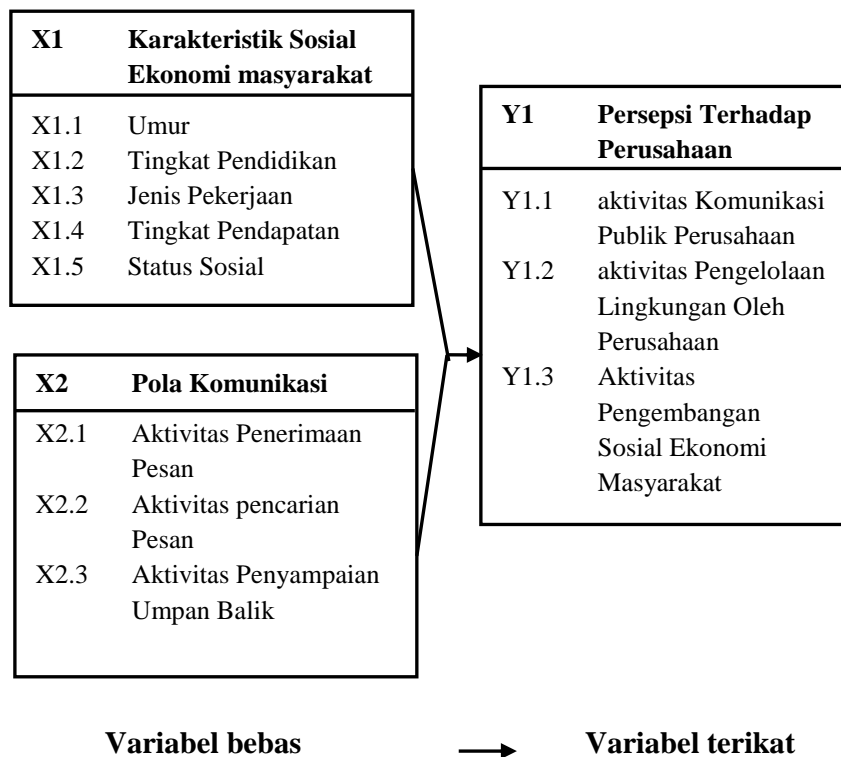 X1 Karakteristik Sosial
Ekonomi masyarakat
X1.1 Umur
X1.2 Tingkat Pendidikan
X1.3 Jenis Pekerjaan
X1.4 Tingkat Pendapatan
X1.5 Status Sosial
X2 Pola Komunikasi
X2.1 Aktivitas Penerimaan
Pesan
X2.2 Aktivitas pencarian
Pesan
X2.3 Aktivitas Penyampaian
Umpan Balik
Y1 Persepsi Terhadap
Perusahaan
Y1.1 aktivitas Komunikasi
Publik Perusahaan
Y1.2 aktivitas Pengelolaan
Lingkungan Oleh
Perusahaan
Y1.3 Aktivitas
Pengembangan
Sosial Ekonomi
Masyarakat
Variabel bebas Variabel terikat